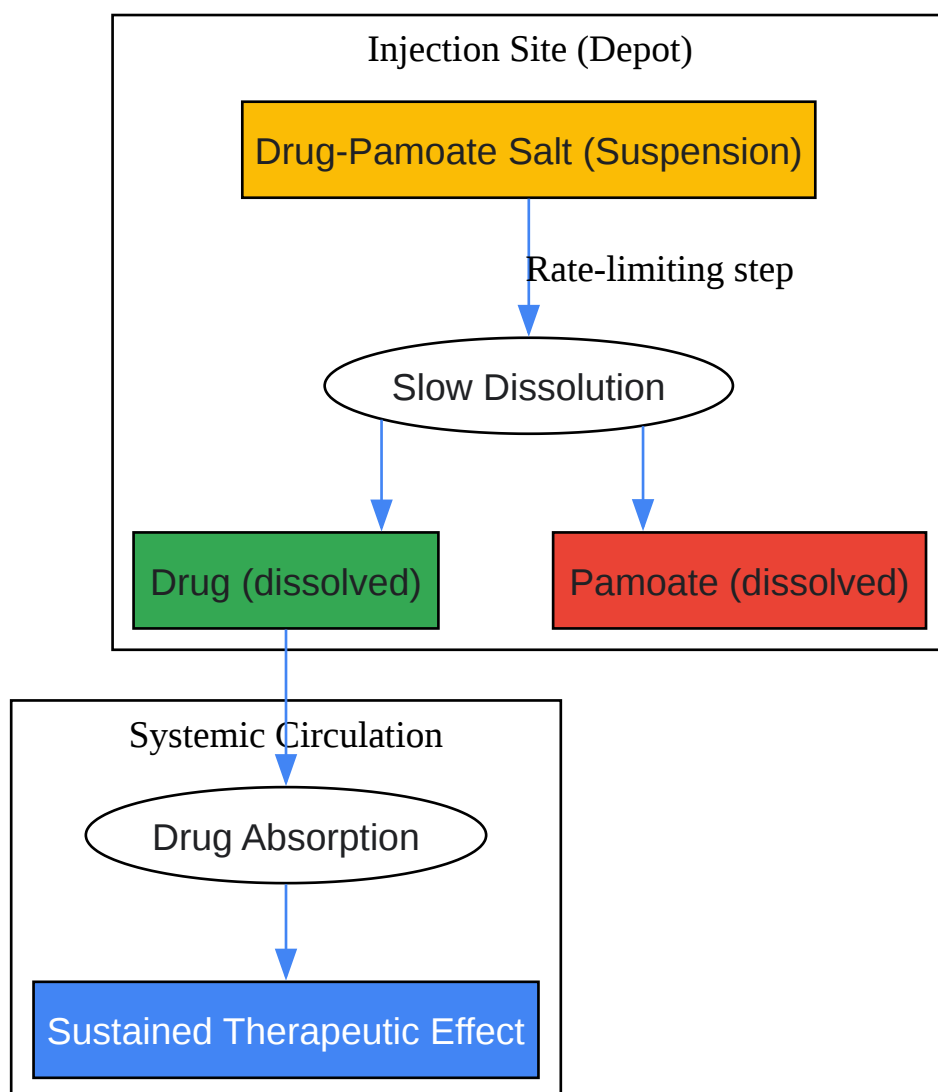 Injection Site (Depot)
Drug-Pamoate Salt (Suspension)
Rate-limiting step
Slow Dissolution
Drug (dissolved)
Pamoate (dissolved)
Systemic Circulation
Drug Absorption
Sustained Therapeutic Effect